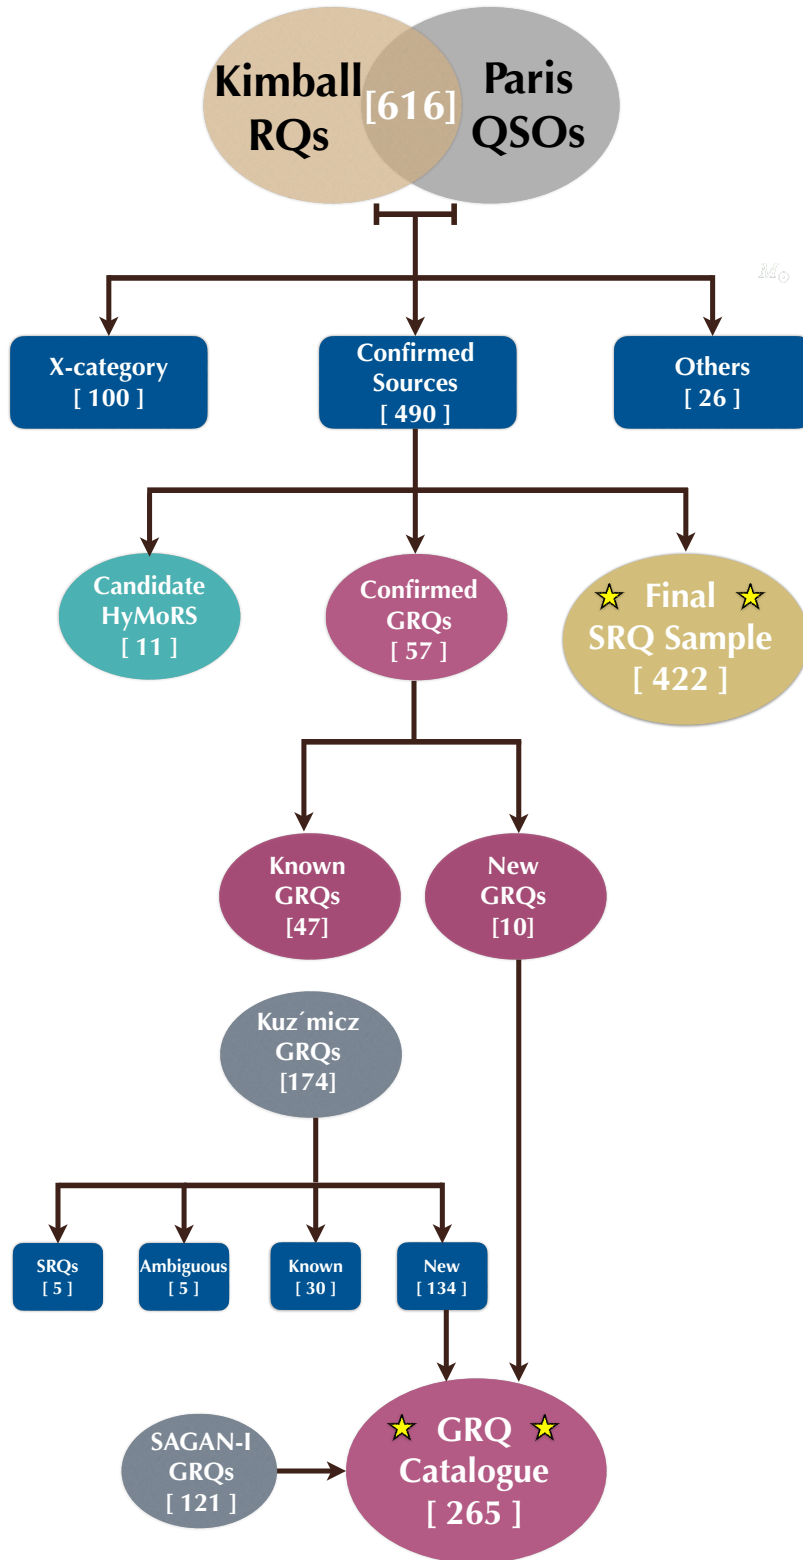 Kimball
RQs
[616]
Paris
QSOs
M⊙
X-category
[ 100 ]
Confirmed
Sources
[ 490 ]
Others
[ 26 ]
Candidate
HyMoRS
[ 11 ]
Confirmed
GRQs
[ 57 ]
Final
SRQ Sample
[ 422 ]
Known
GRQs
[47]
New
GRQs
[10]
Kuz´micz
GRQs
[174]
SRQs
[ 5 ]
Ambiguous
[ 5 ]
Known
[ 30 ]
New
[ 134 ]
SAGAN-I
GRQs
[ 121 ]
GRQ
Catalogue
[ 265 ]